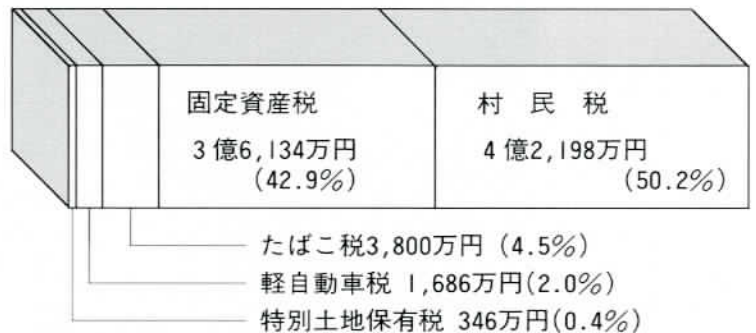 固定資産税
3億6,134万円
(42.9%)
村民税
4億2,198万円
(50.2%)
たばこ税3,800万円(4.5%)
軽自動車税 1,686万円(2.0%)
特別土地保有税 346万円(0.4%)